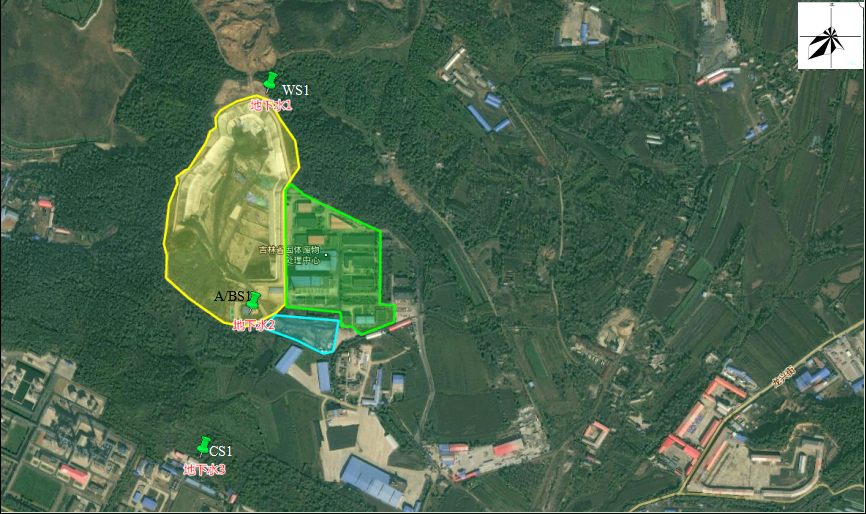 WS1
地下水1
吉林省固体废物
处理中心
A/BS1
地下水2
CS1
地下水3